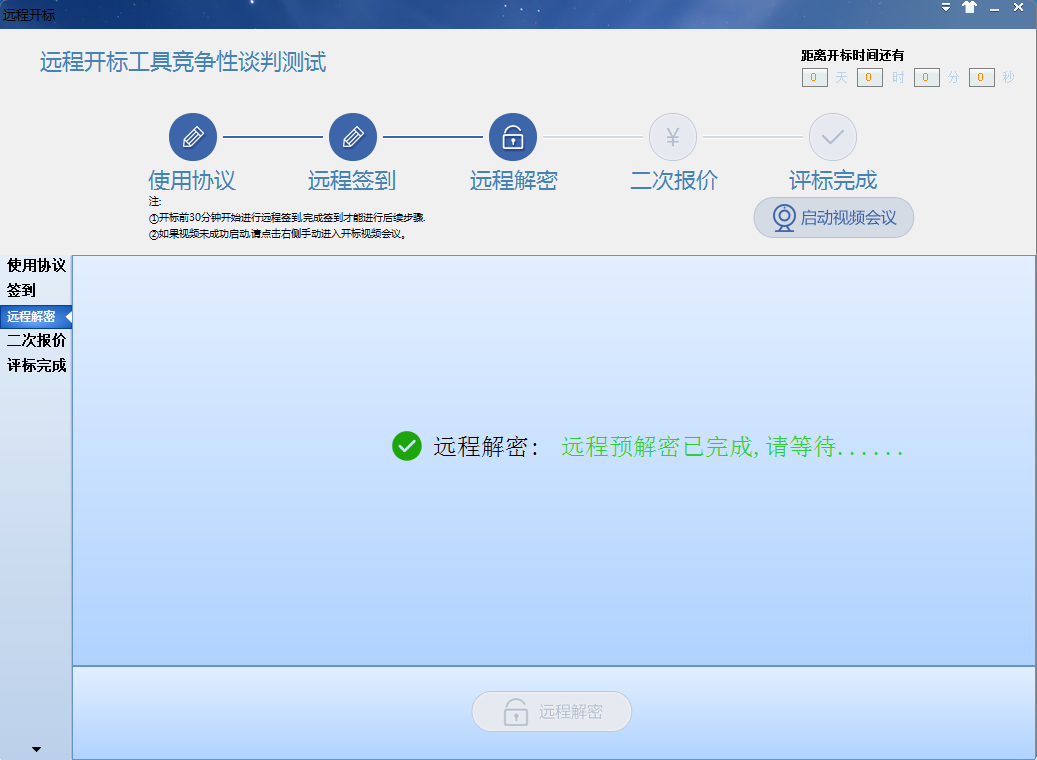 远程开标
远程开标工具竞争性谈判测试
距离开标时间还有
0 天 0 时 0 分 0 秒
¥
使用协议 远程签到 远程解密 二次报价 评标完成
注:
①开标前30分钟开始进行远程签到,完成签到才能进行后续步骤.
②如果视频未成功启动,请点击右侧手动进入开标视频会议。
启动视频会议
使用协议
签到
远程解密
二次报价
评标完成
远程解密: 远程预解密已完成,请等待......
远程解密